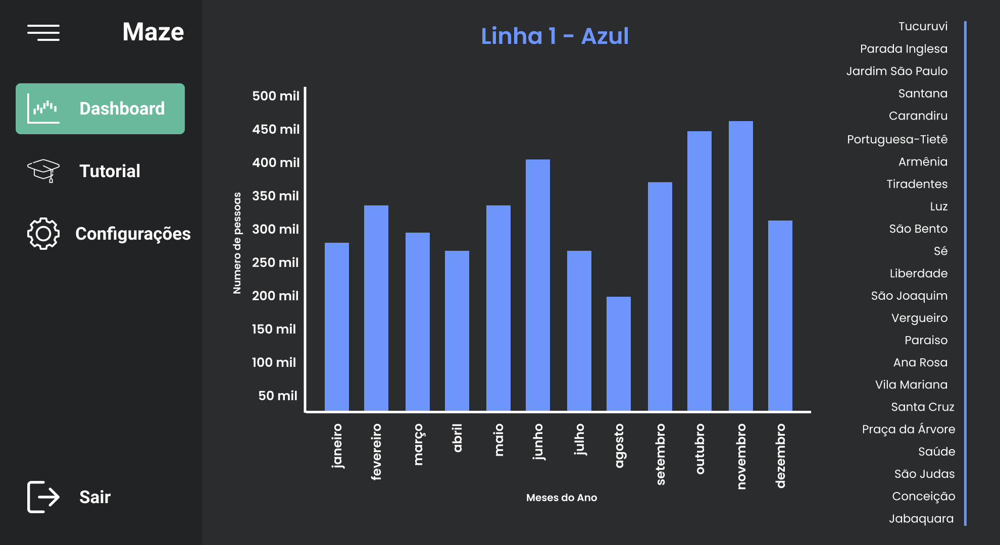 Maze
Dashboard
Tutorial
Configurações
Sair
Linha 1 - Azul
Numero de pessoas
500 mil
450 mil
400 mil
350 mil
300 mil
250 mil
200 mil
150 mil
100 mil
50 mil
janeiro
fevereiro
março
abril
maio
junho
julho
agosto
setembro
outubro
novembro
dezembro
Meses do Ano
Tucuruvi
Parada Inglesa
Jardim São Paulo
Santana
Carandiru
Portuguesa-Tietê
Armênia
Tiradentes
Luz
São Bento
Sé
Liberdade
São Joaquim
Vergueiro
Paraiso
Ana Rosa
Vila Mariana
Santa Cruz
Praça da Árvore
Saúde
São Judas
Conceição
Jabaquara